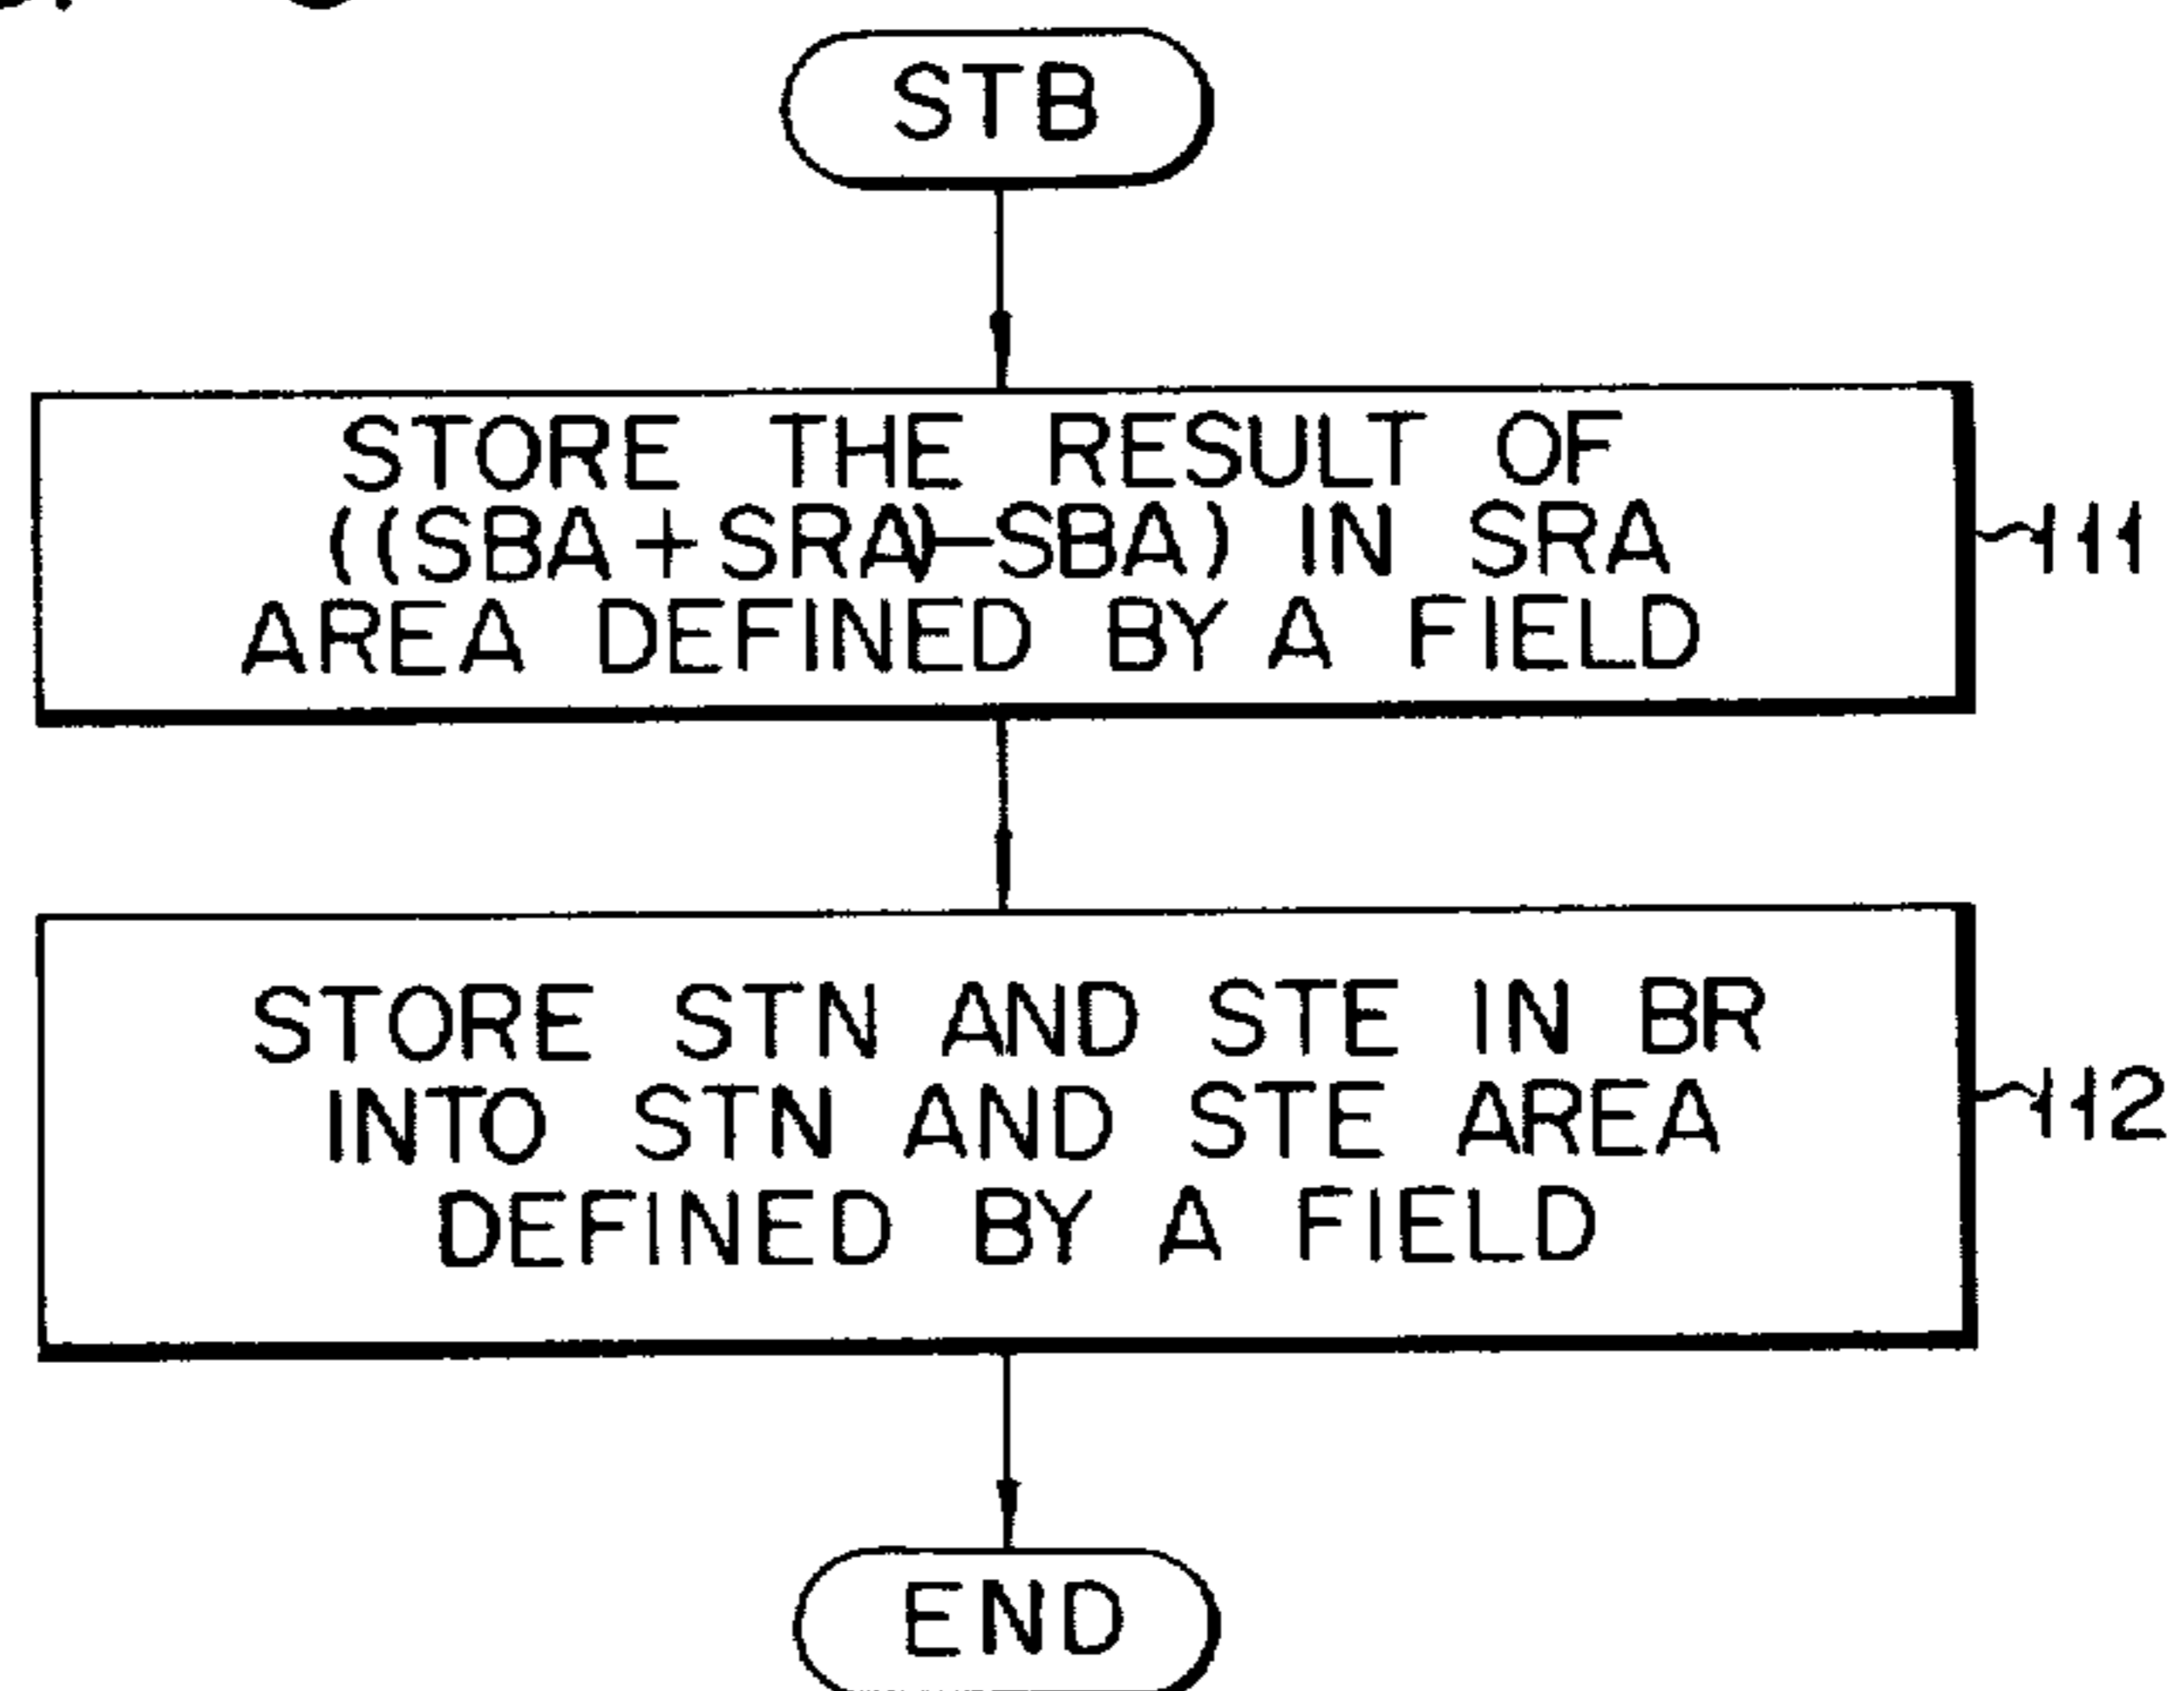 STB
STORE THE RESULT OF
((SBA+SRA)-SBA) IN SRA
AREA DEFINED BY A FIELD
111
STORE STN AND STE IN BR
INTO STN AND STE AREA
DEFINED BY A FIELD
112
END